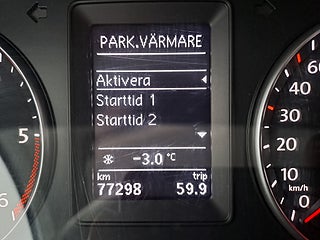 PARK.VÄRMARE
Aktivera
Starttid 1
Starttid 2
-3.0 °C
km trip
77298 59.9
5
6
60
40
30
20
10
km/h
0